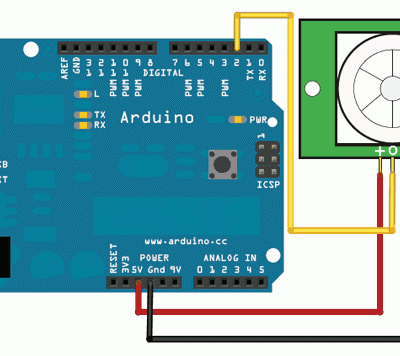 AREF
GND
13
12
11
10
9
8
7
6
5
4
3
2
1
0
PWM
PWM
PWM
PWM
PWM
PWM
TX
RX
DIGITAL
L
TX
RX
Arduino
PWR
1
ICSP
KB
KT
+ O
www.arduino.cc
RESET
3V3
POWER
ANALOG IN
5V Gnd 9V
0 1 2 3 4 5